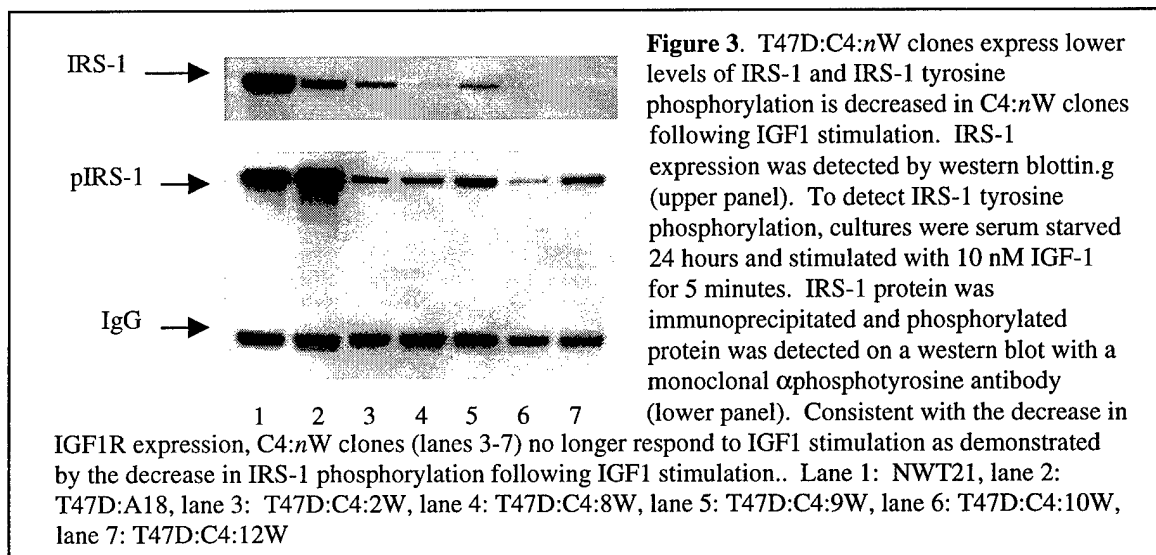 IRS-1
pIRS-1
IgG
1 2 3 4 5 6 7
Figure 3. T47D:C4:nW clones express lower
levels of IRS-1 and IRS-1 tyrosine
phosphorylation is decreased in C4:nW clones
following IGF1 stimulation. IRS-1
expression was detected by western blottin.g
(upper panel). To detect IRS-1 tyrosine
phosphorylation, cultures were serum starved
24 hours and stimulated with 10 nM IGF-1
for 5 minutes. IRS-1 protein was
immunoprecipitated and phosphorylated
protein was detected on a western blot with a
monoclonal αphosphotyrosine antibody
(lower panel). Consistent with the decrease in
IGF1R expression, C4:nW clones (lanes 3-7) no longer respond to IGF1 stimulation as demonstrated
by the decrease in IRS-1 phosphorylation following IGF1 stimulation.. Lane 1: NWT21, lane 2:
T47D:A18, lane 3: T47D:C4:2W, lane 4: T47D:C4:8W, lane 5: T47D:C4:9W, lane 6: T47D:C4:10W,
lane 7: T47D:C4:12W